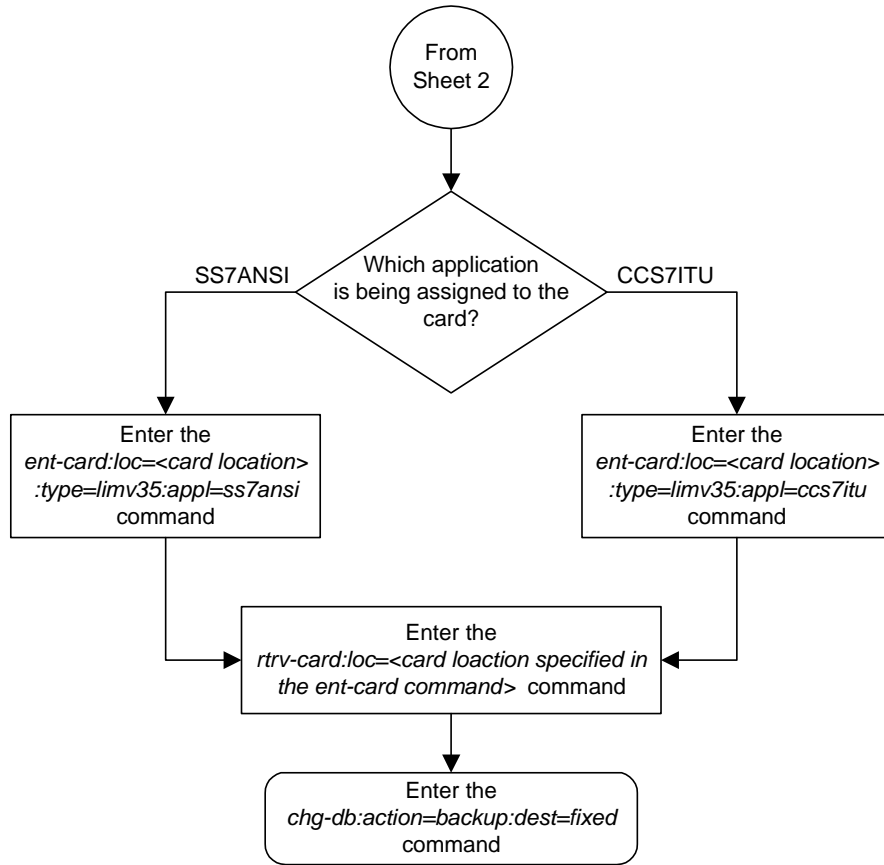 From
Sheet 2
Which application
is being assigned to the
card?
SS7ANSI
CCS7ITU
Enter the
ent-card:loc=<card location>
:type=limv35:appl=ss7ansi
command
Enter the
ent-card:loc=<card location>
:type=limv35:appl=ccs7itu
command
Enter the
rtrv-card:loc=<card loaction specified in
the ent-card command> command
Enter the
chg-db:action=backup:dest=fixed
command